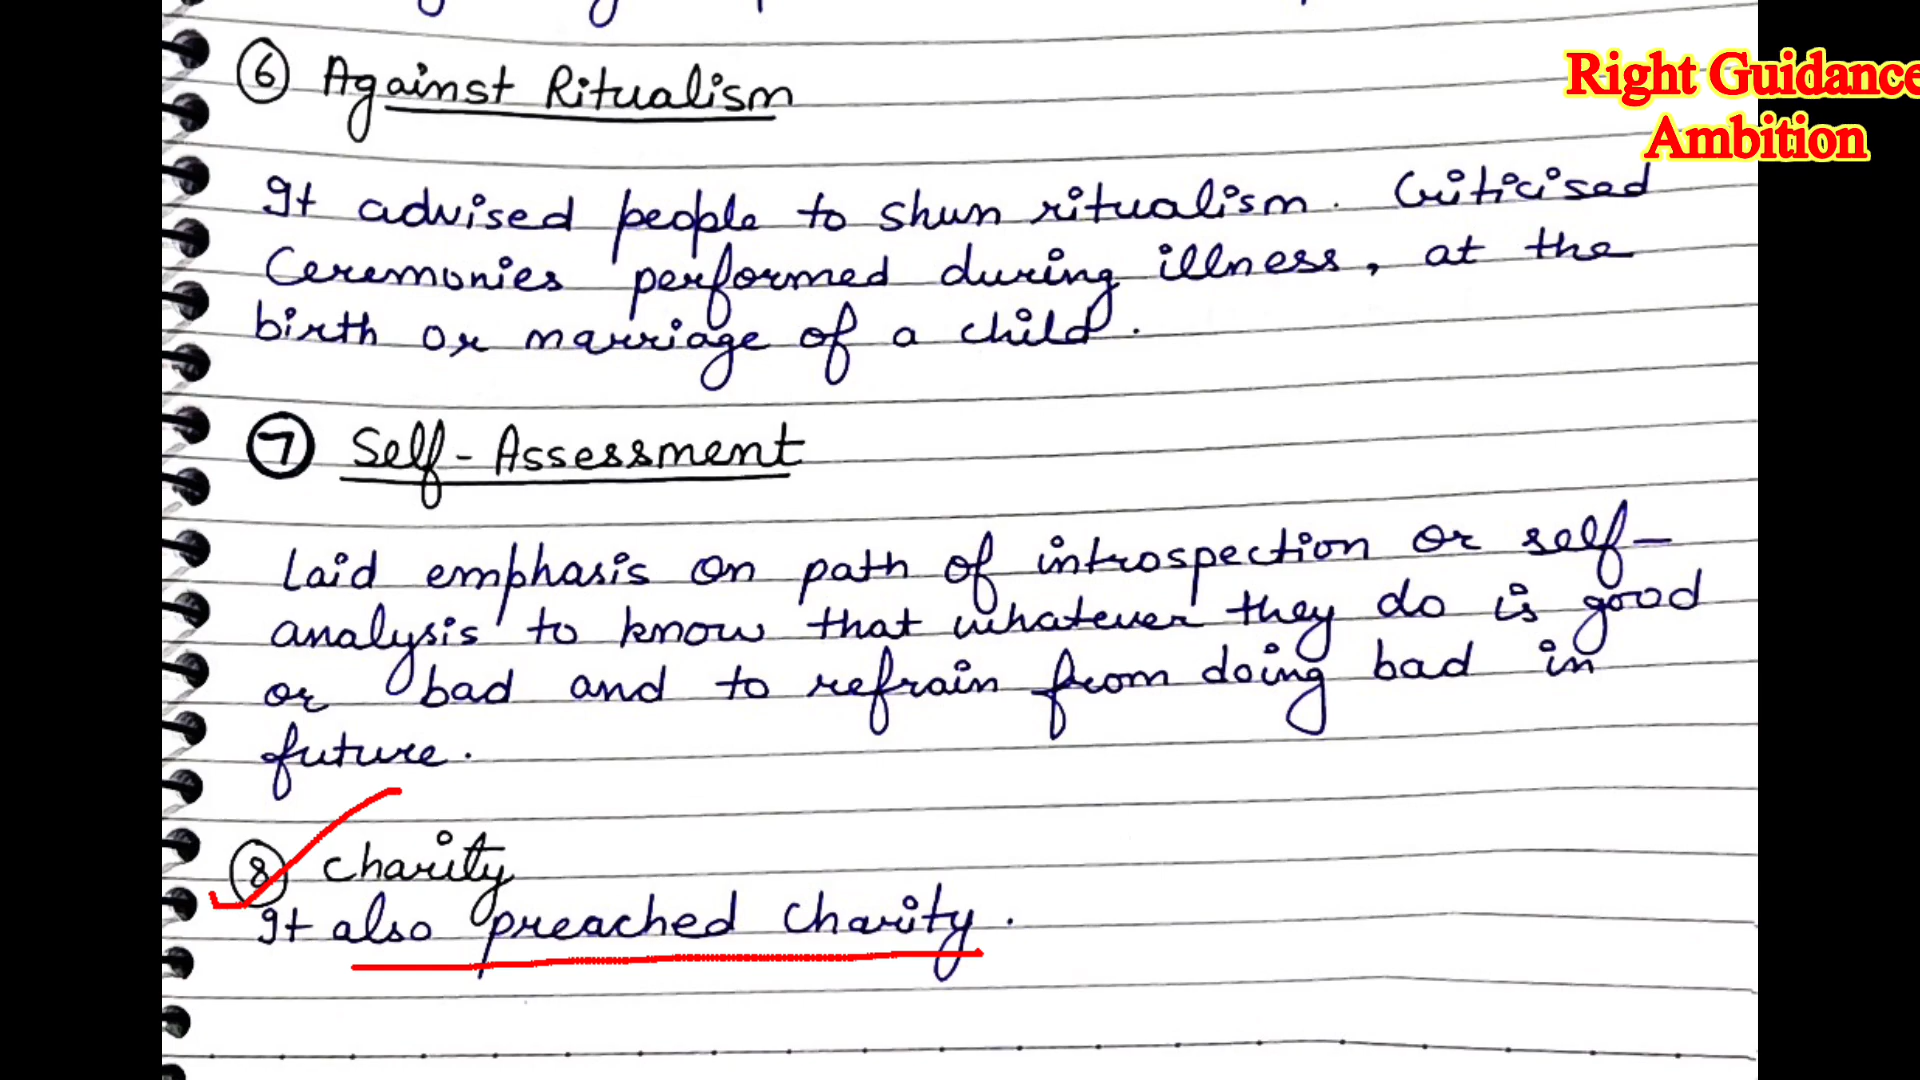 ⑥ Against Ritualism
Right Guidance
Ambition
It advised people to shun ritualism. Criticised
Ceremonies performed during illness, at the
birth or marriage of a child.
⑦ Self-Assessment
Laid emphasis on path of introspection or self-
analysis to know that whatever they do is good
or bad and to refrain from doing bad in
future.
⑧ Charity
It also preached charity.